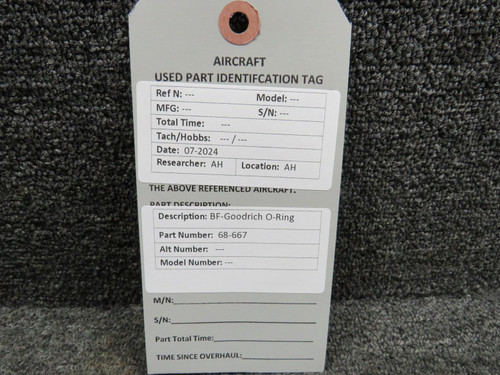 AIRCRAFT
USED PART IDENTIFCATION TAG
Ref N: --- Model: ---
MFG: --- S/N: ---
Total Time: ---
Tach/Hobbs: --- / ---
Date: 07-2024
Researcher: AH Location: AH
THE ABOVE REFERENCED AIRCRAFT.
PART DESCRIPTION:
Description: BF-Goodrich O-Ring
Part Number: 68-667
Alt Number: ---
Model Number: ---
M/N:
S/N:
Part Total Time:
TIME SINCE OVERHAUL: